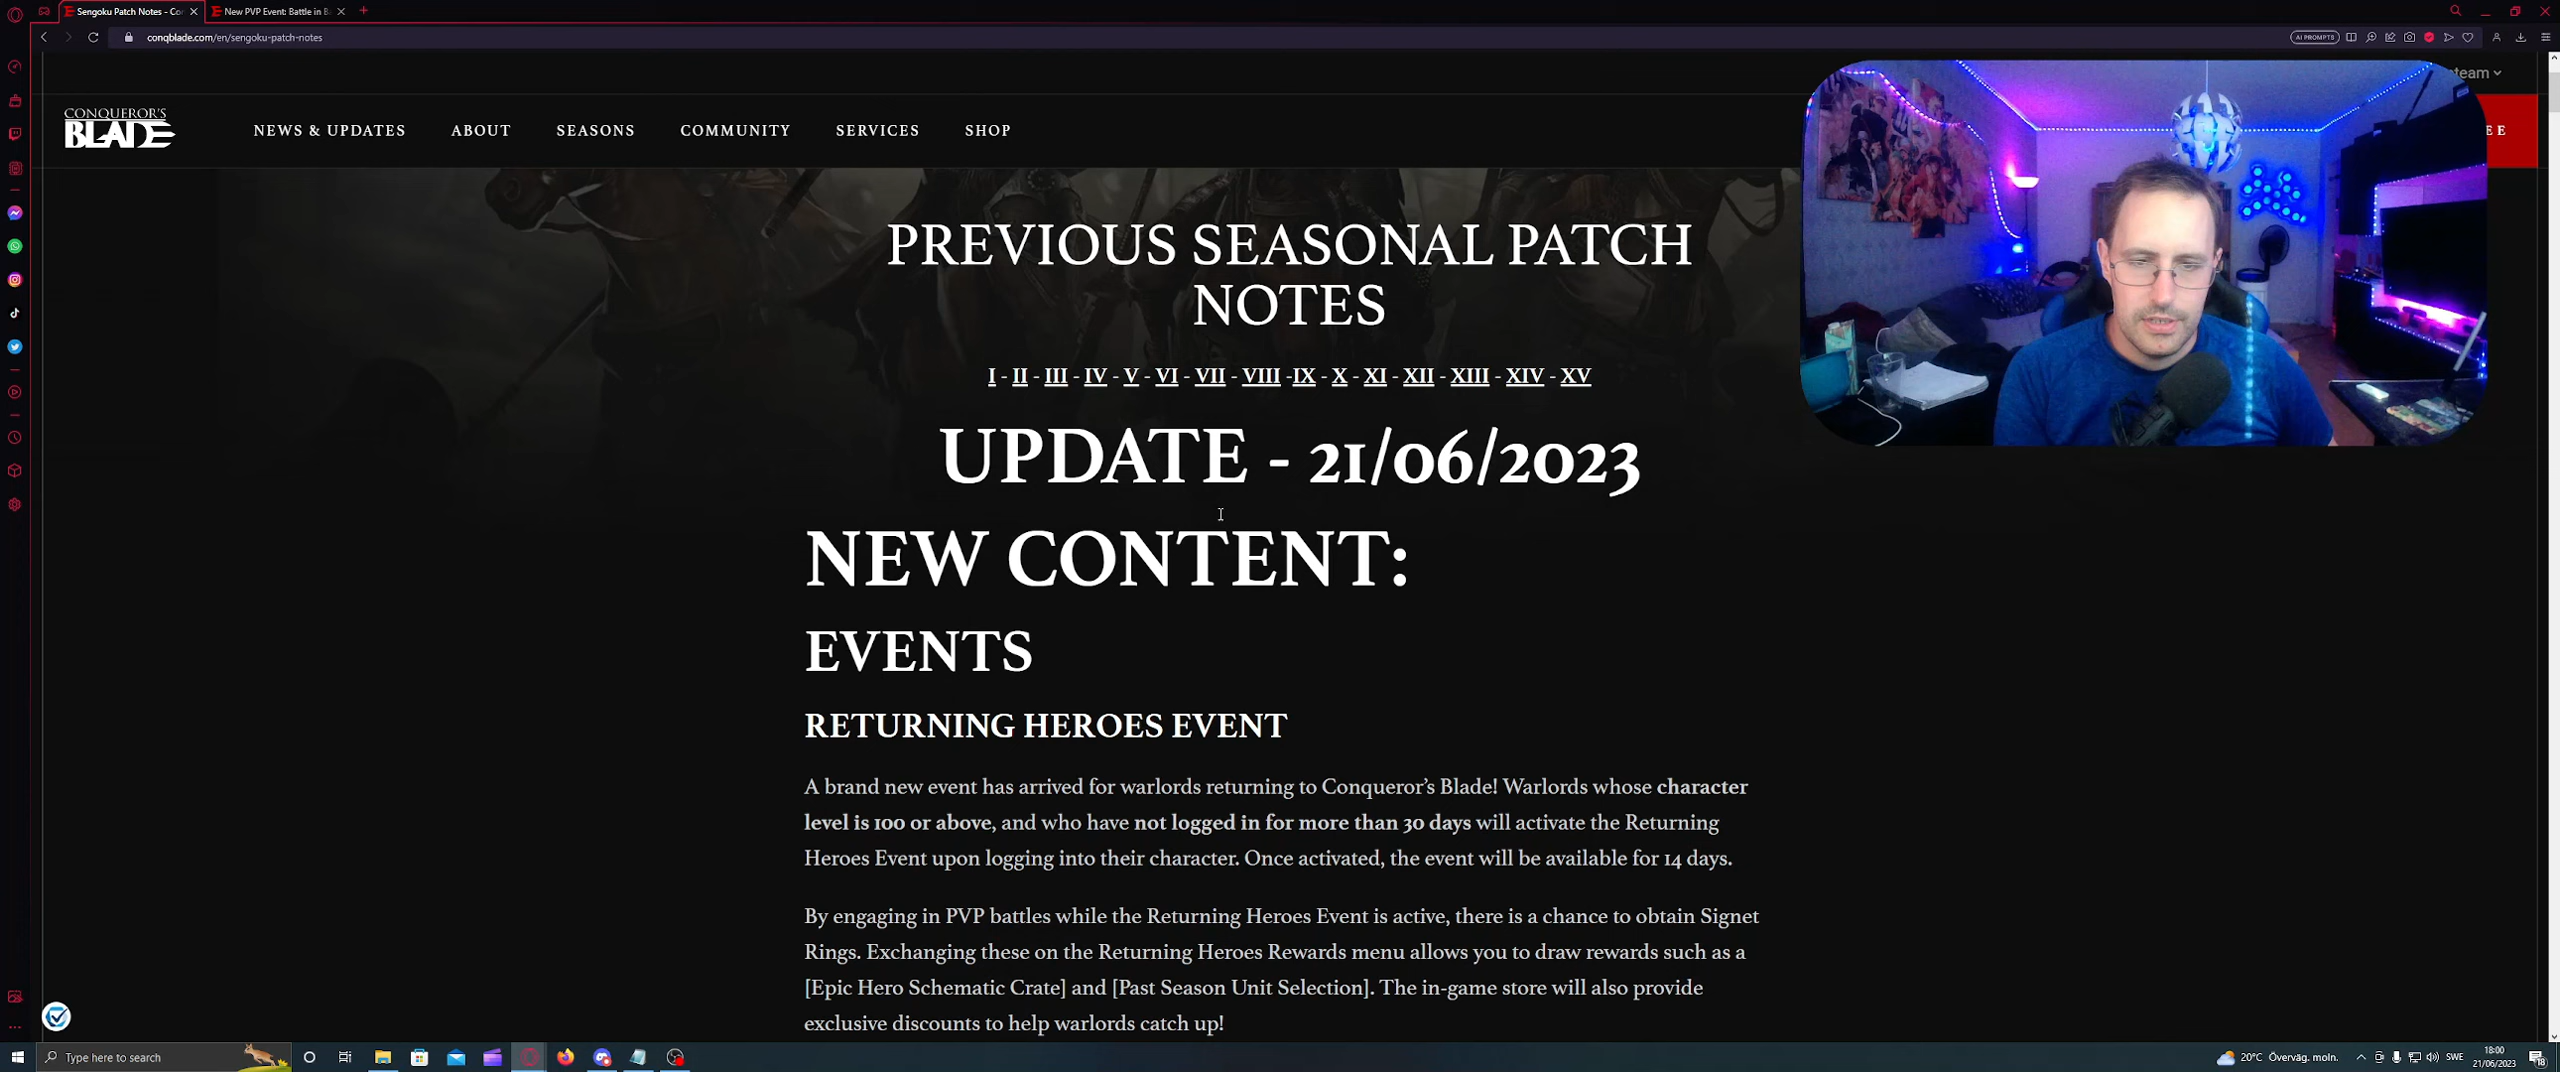 Sengoku Patch Notes - Co
New PVP Event: Battle in B
conqblade.com/en/sengoku-patch-notes
AI PROMPTS
team
CONQUEROR'S
BLADE
NEWS & UPDATES
ABOUT
SEASONS
COMMUNITY
SERVICES
SHOP
EE
PREVIOUS SEASONAL PATCH
NOTES
I - II - III - IV - V - VI - VII - VIII -IX - X - XI - XII - XIII - XIV - XV
UPDATE - 21/06/2023
NEW CONTENT:
EVENTS
RETURNING HEROES EVENT
A brand new event has arrived for warlords returning to Conqueror's Blade! Warlords whose character
level is 100 or above, and who have not logged in for more than 30 days will activate the Returning
Heroes Event upon logging into their character. Once activated, the event will be available for 14 days.
By engaging in PVP battles while the Returning Heroes Event is active, there is a chance to obtain Signet
Rings. Exchanging these on the Returning Heroes Rewards menu allows you to draw rewards such as a
[Epic Hero Schematic Crate] and [Past Season Unit Selection]. The in-game store will also provide
exclusive discounts to help warlords catch up!
Type here to search
20°C Överväg. moln.
SWE
18:00
21/06/2023
18